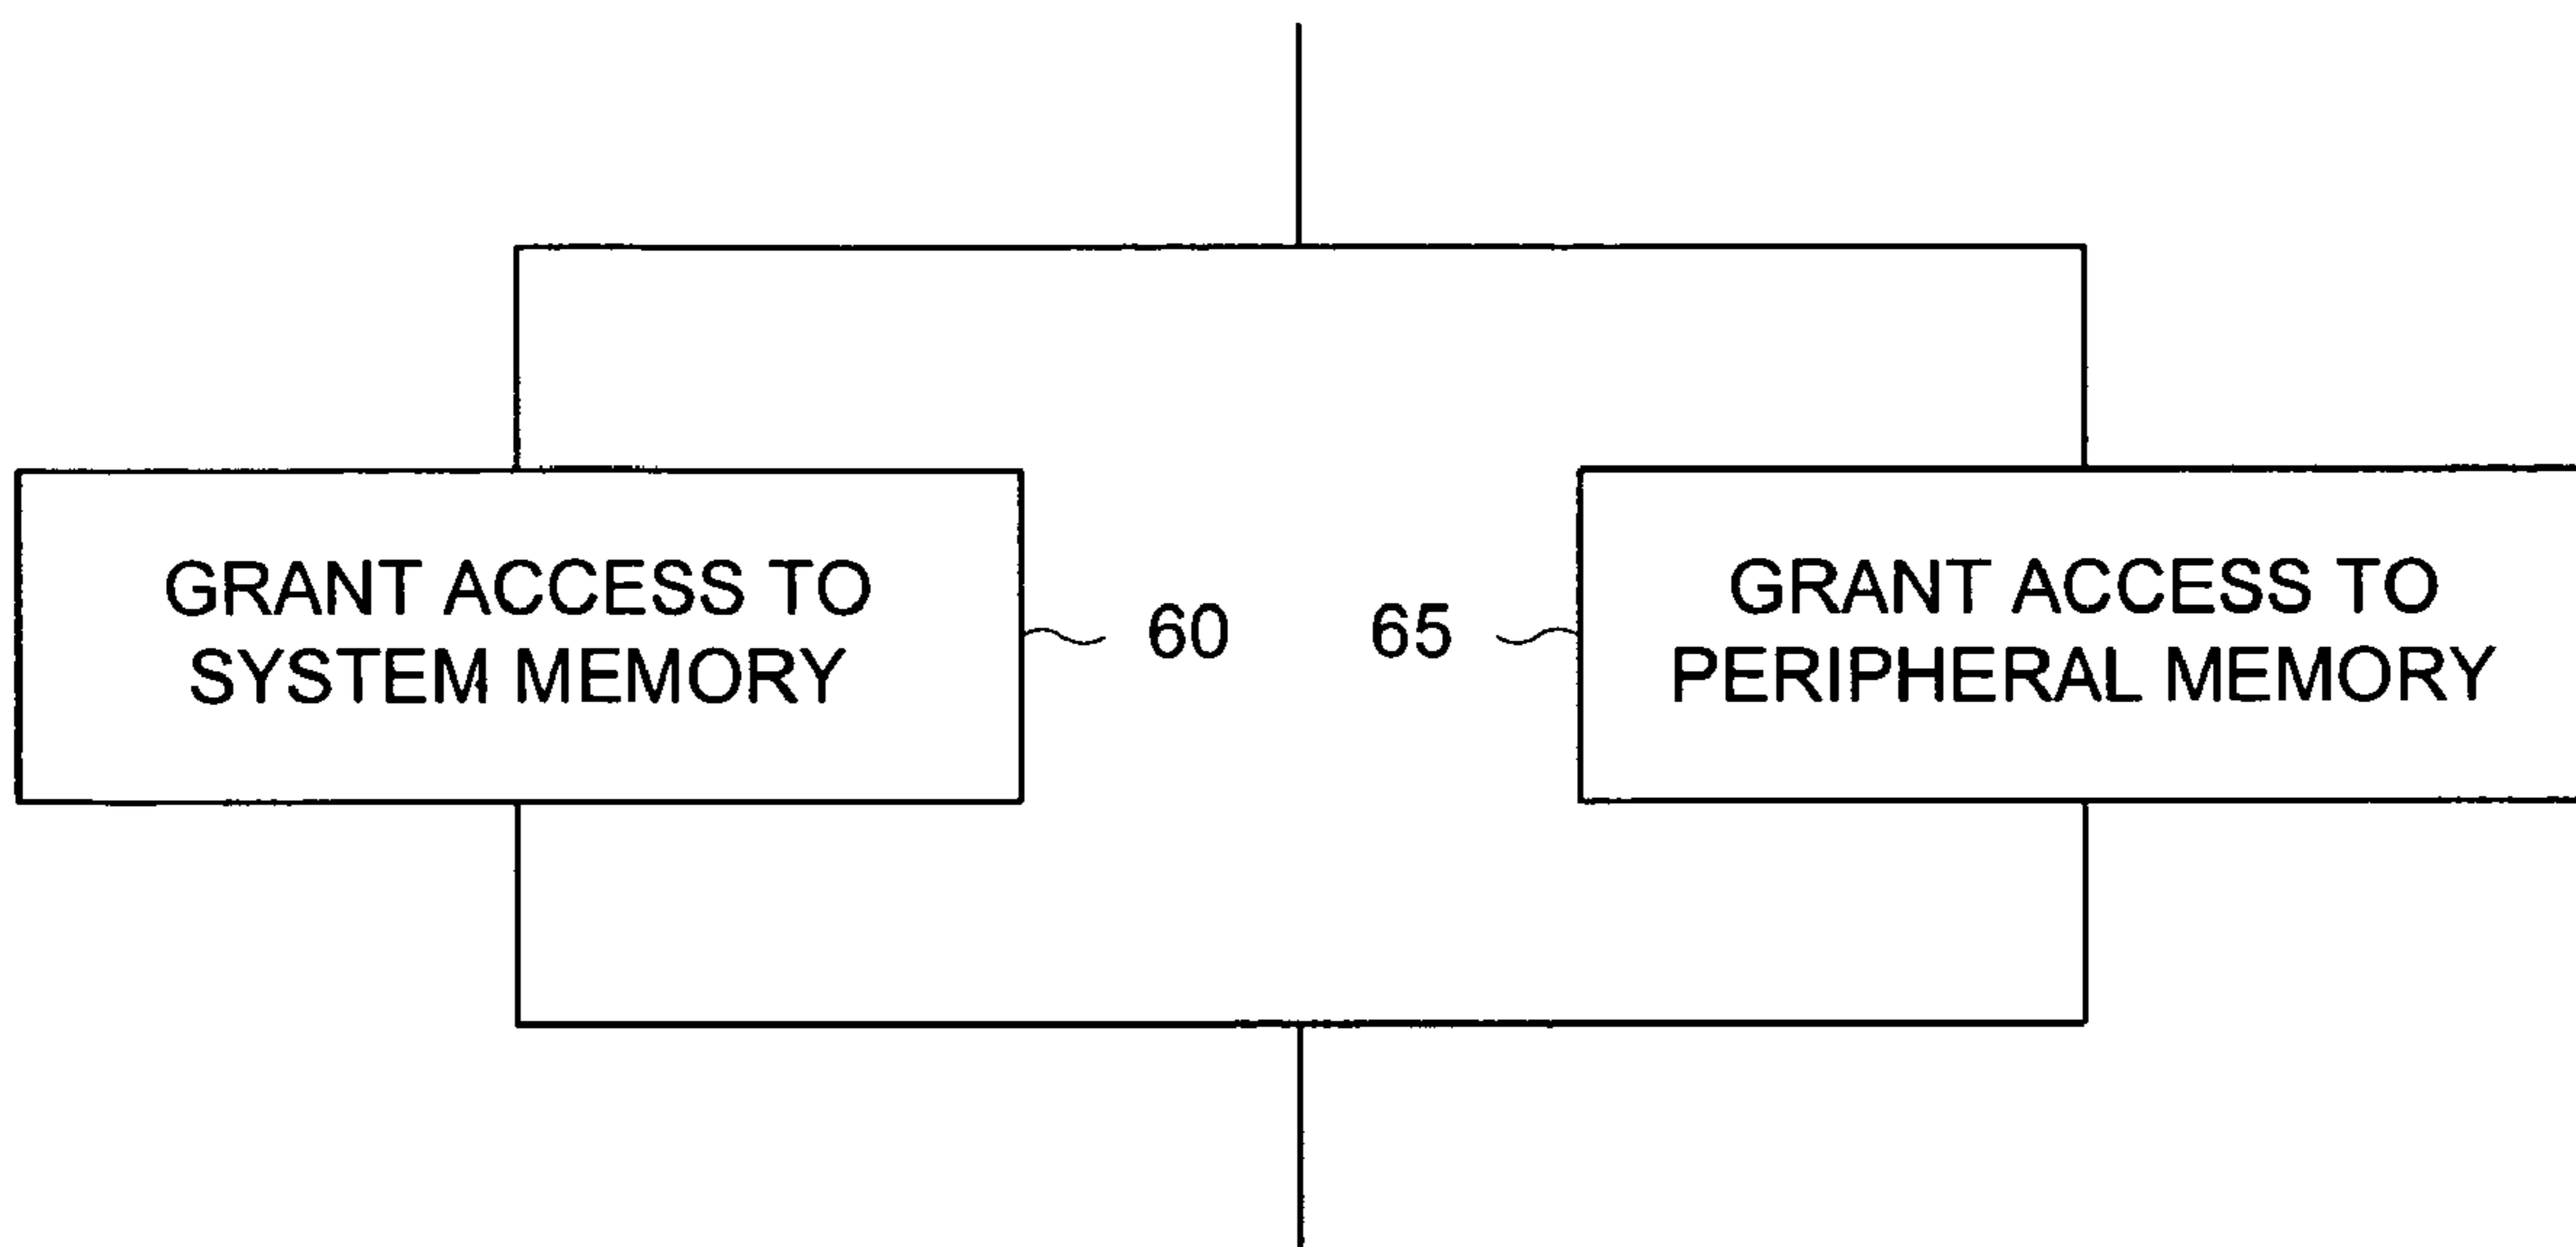 GRANT ACCESS TO
SYSTEM MEMORY
60
65
GRANT ACCESS TO
PERIPHERAL MEMORY